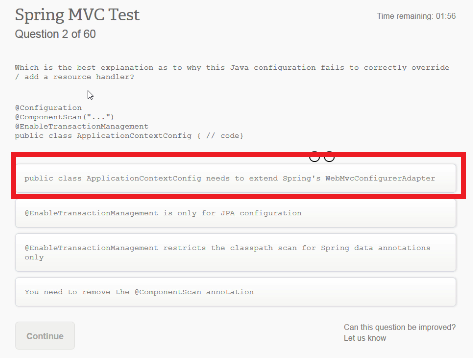 Spring MVC Test
Time remaining: 01:56
Question 2 of 60
Which is the best explanation as to why this Java configuration fails to correctly override
/ add a resource handler?
@Configuration
@ComponentScan("...")
@EnableTransactionManagement
public class ApplicationContextConfig { // code}
public class ApplicationContextConfig needs to extend Spring's WebMvcConfigurerAdapter
@EnableTransactionManagement is only for JPA configuration
@EnableTransactionManagement restricts the classpath scan for Spring data annotations
only
You need to remove the @ComponentScan annotation
Continue
Can this question be improved?
Let us know